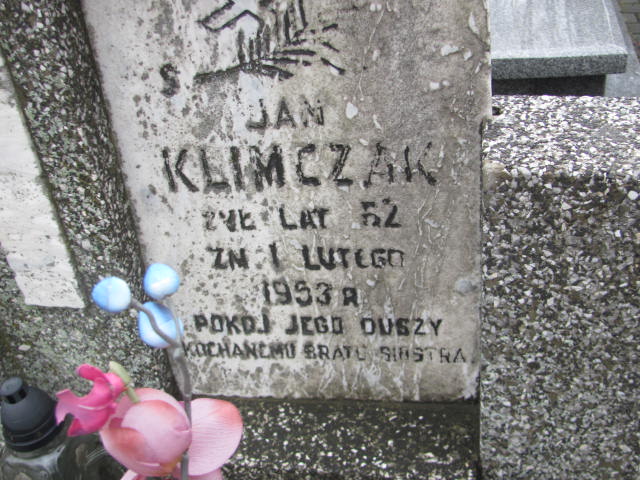 S
JAN
KLIMCZAK
ŻYŁ LAT 52
ZM 1 LUTEGO
1953 R
POKÓJ JEGO DUSZY
KOCHANEMU BRATU SIOSTRA